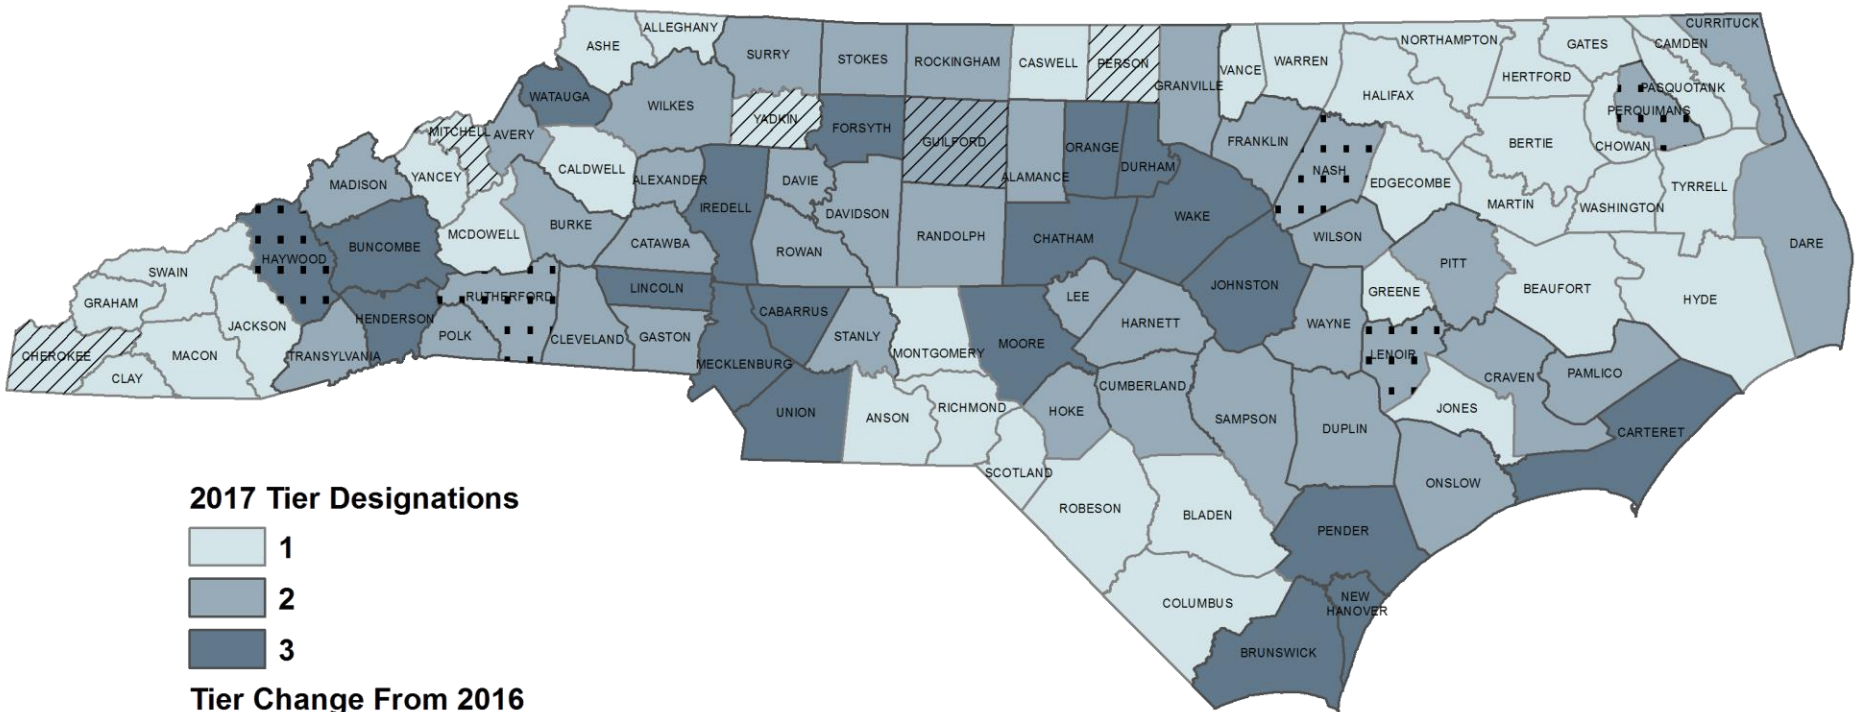 ALLEGHANY
ASHE
SURRY
STOKES
ROCKINGHAM
CASWELL
PERSON
GRANVILLE
VANCE
WARREN
NORTHAMPTON
GATES
CAMDEN
CURRITUCK
HERTFORD
HALIFAX
PASQUOTANK
PERQUIMANS
WATAUGA
WILKES
YADKIN
FORSYTH
GUILFORD
ALAMANCE
ORANGE
DURHAM
FRANKLIN
NASH
EDGECOMBE
BERTIE
CHOWAN
MITCHELL
AVERY
CALDWELL
ALEXANDER
DAVIE
MADISON
YANCEY
IREDELL
DAVIDSON
WAKE
MARTIN
WASHINGTON
TYRRELL
BUNCOMBE
MCDOWELL
BURKE
CATAWBA
ROWAN
RANDOLPH
CHATHAM
WILSON
PITT
DARE
HAYWOOD
SWAIN
GRAHAM
JACKSON
RUTHERFORD
LINCOLN
CABARRUS
STANLY
LEE
JOHNSTON
GREENE
BEAUFORT
HYDE
CHEROKEE
CLAY
MACON
TRANSYLVANIA
HENDERSON
POLK
CLEVELAND
GASTON
MECKLENBURG
MONTGOMERY
MOORE
HARNETT
WAYNE
LENOIR
CRAVEN
PAMLICO
UNION
ANSON
RICHMOND
HOKE
CUMBERLAND
SAMPSON
DUPLIN
JONES
CARTERET
SCOTLAND
ROBESON
BLADEN
ONSLOW
PENDER
COLUMBUS
NEW
HANOVER
BRUNSWICK
2017 Tier Designations
1
2
3
Tier Change From 2016